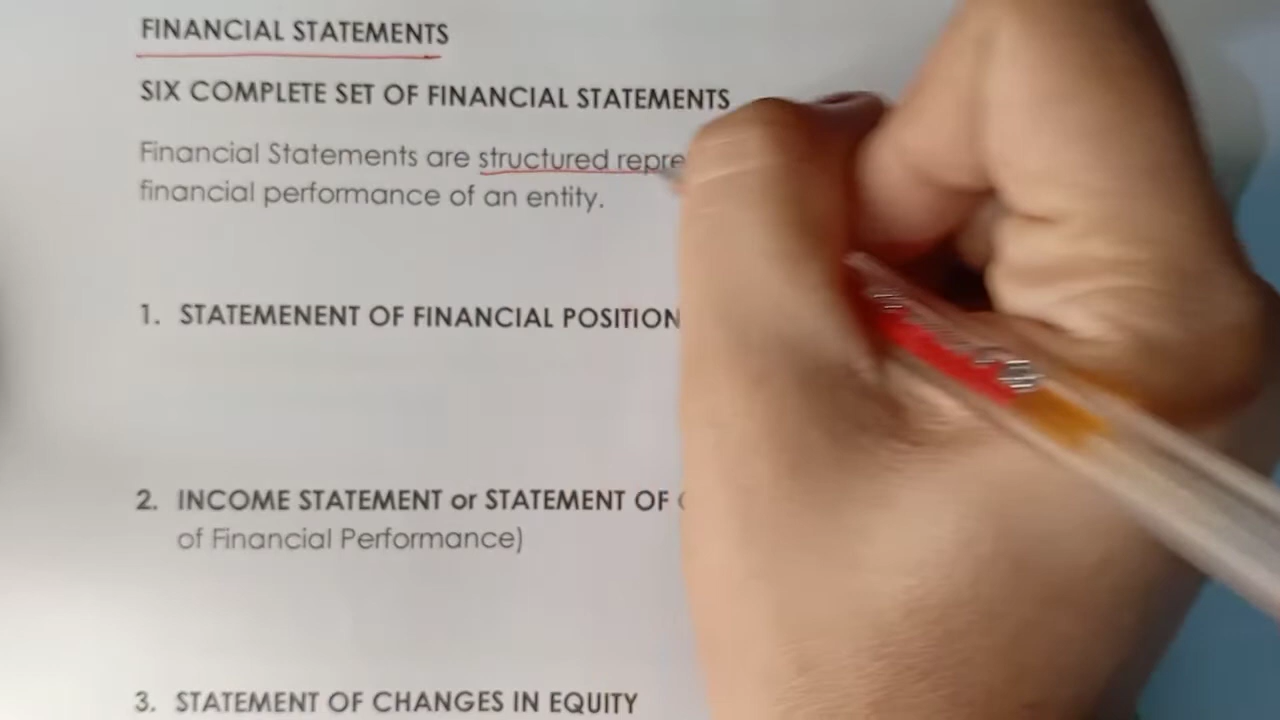 FINANCIAL STATEMENTS
SIX COMPLETE SET OF FINANCIAL STATEMENTS
Financial Statements are structured repre
financial performance of an entity.
1. STATEMENENT OF FINANCIAL POSITION
2. INCOME STATEMENT or STATEMENT OF
of Financial Performance)
3. STATEMENT OF CHANGES IN EQUITY